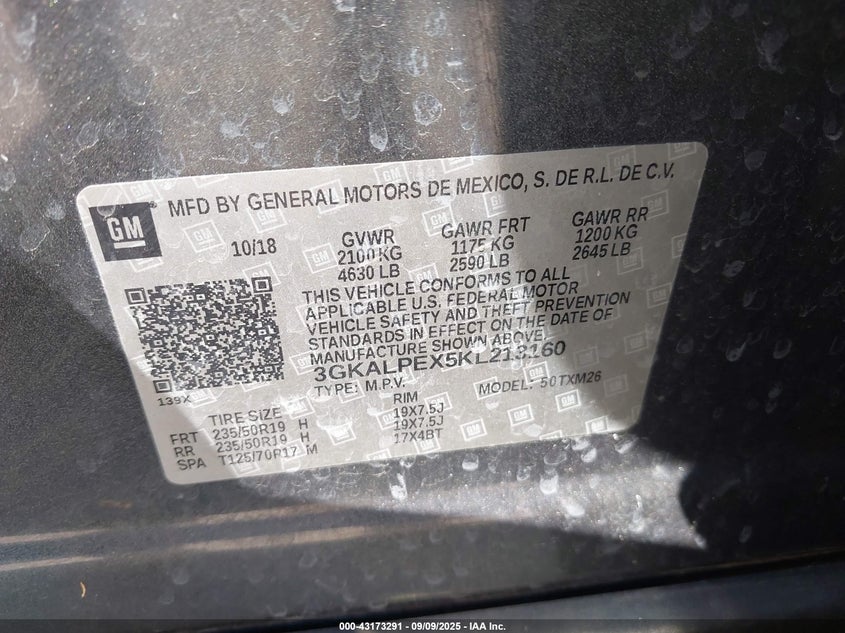 GM
MFD BY GENERAL MOTORS DE MEXICO, S. DE R.L. DE C.V.
10/18
GVWR
2100 KG
4630 LB
GAWR FRT
1175 KG
2590 LB
GAWR RR
1200 KG
2645 LB
THIS VEHICLE CONFORMS TO ALL
APPLICABLE U.S. FEDERAL MOTOR
VEHICLE SAFETY AND THEFT PREVENTION
STANDARDS IN EFFECT ON THE DATE OF
MANUFACTURE SHOWN ABOVE.
3GKALPEX5KL213160
TYPE: M.P.V. MODEL: 50TXM26
139X
TIRE SIZE RIM
FRT 235/50R19 H 19X7.5J
RR 235/50R19 H 19X7.5J
SPA T125/70R17 M 17X4BT
000-43173291 - 09/09/2025 - IAA Inc.